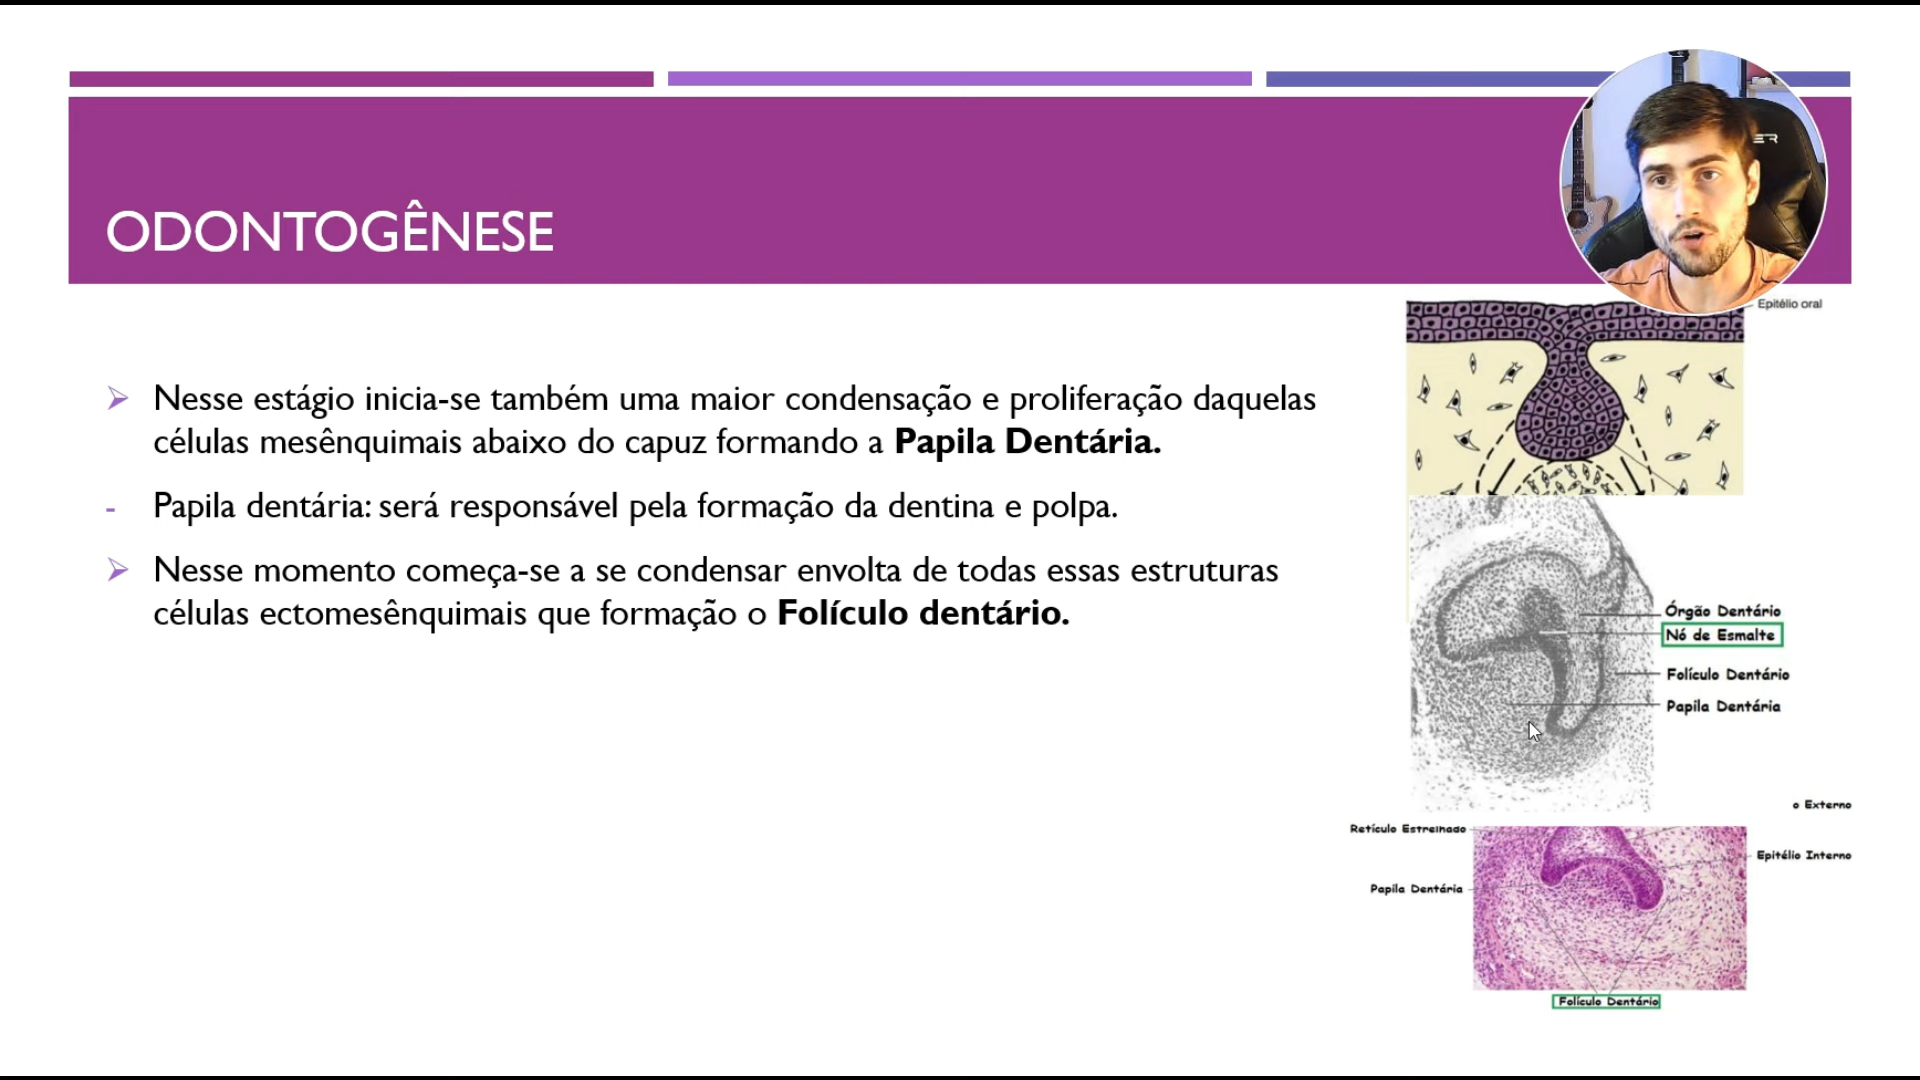 ODONTOGÊNESE
Nesse estágio inicia-se também uma maior condensação e proliferação daquelas
células mesênquimais abaixo do capuz formando a Papila Dentária.
- Papila dentária: será responsável pela formação da dentina e polpa.
Nesse momento começa-se a se condensar envolta de todas essas estruturas
células ectomesênquimais que formação o Folículo dentário.
Epitélio oral
Órgão Dentário
Nó de Esmalte
Folículo Dentário
Papila Dentária
o Externo
Retículo Estrelhado
Epitélio Interno
Papila Dentária
Folículo Dentário